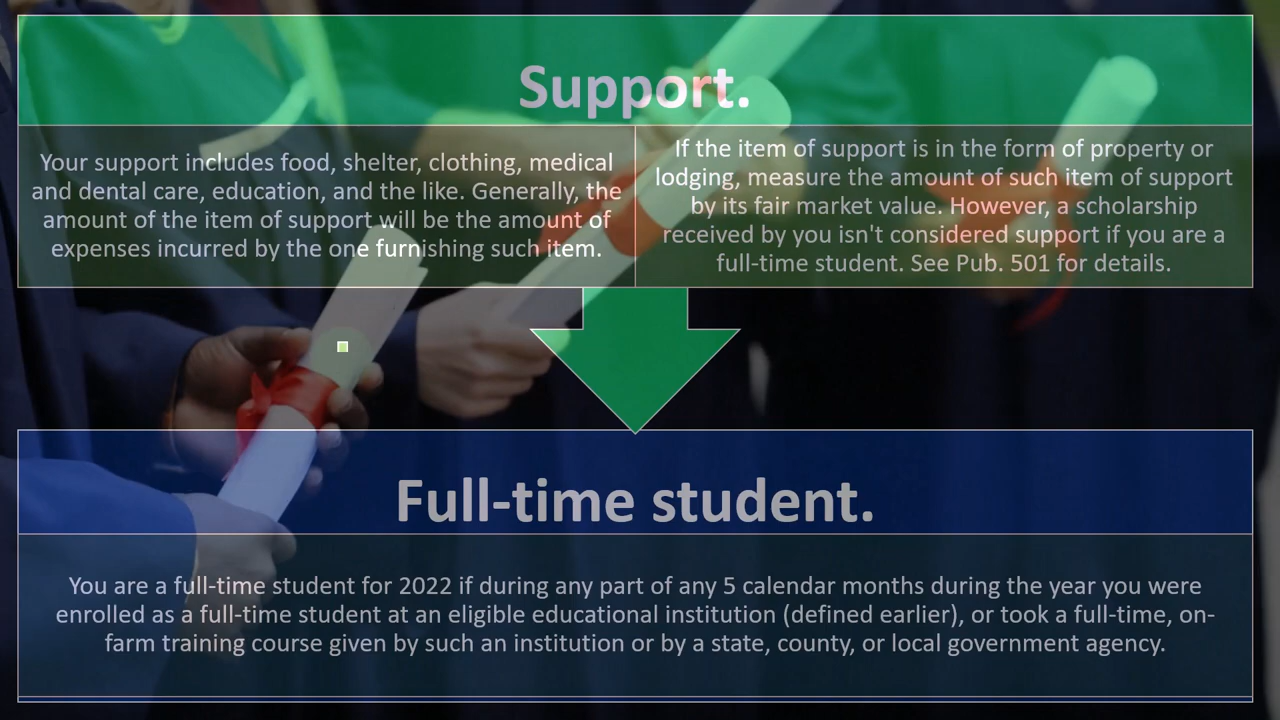 Support.
Your support includes food, shelter, clothing, medical
and dental care, education, and the like. Generally, the
amount of the item of support will be the amount of
expenses incurred by the one furnishing such item.
If the item of support is in the form of property or
lodging, measure the amount of such item of support
by its fair market value. However, a scholarship
received by you isn't considered support if you are a
full-time student. See Pub. 501 for details.
Full-time student.
You are a full-time student for 2022 if during any part of any 5 calendar months during the year you were
enrolled as a full-time student at an eligible educational institution (defined earlier), or took a full-time, on-
farm training course given by such an institution or by a state, county, or local government agency.